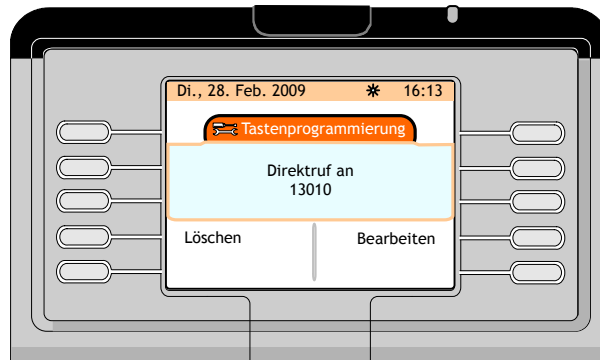 Di., 28. Feb. 2009 16:13
Tastenprogrammierung
Direktruf an
13010
Löschen Bearbeiten